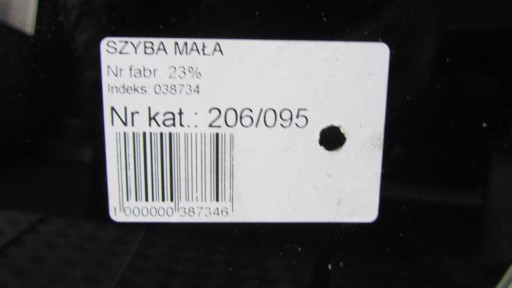 SZYBA MAŁA
Nr fabr. 23%
Indeks: 038734
Nr kat.: 206/095
1 000000 387346